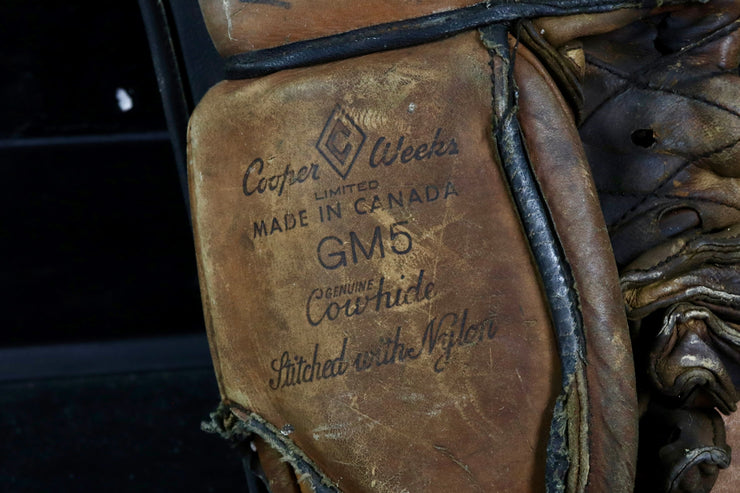 C
Cooper Weeks
LIMITED
MADE IN CANADA
GM5
GENUINE
Cowhide
Stitched with Nylon